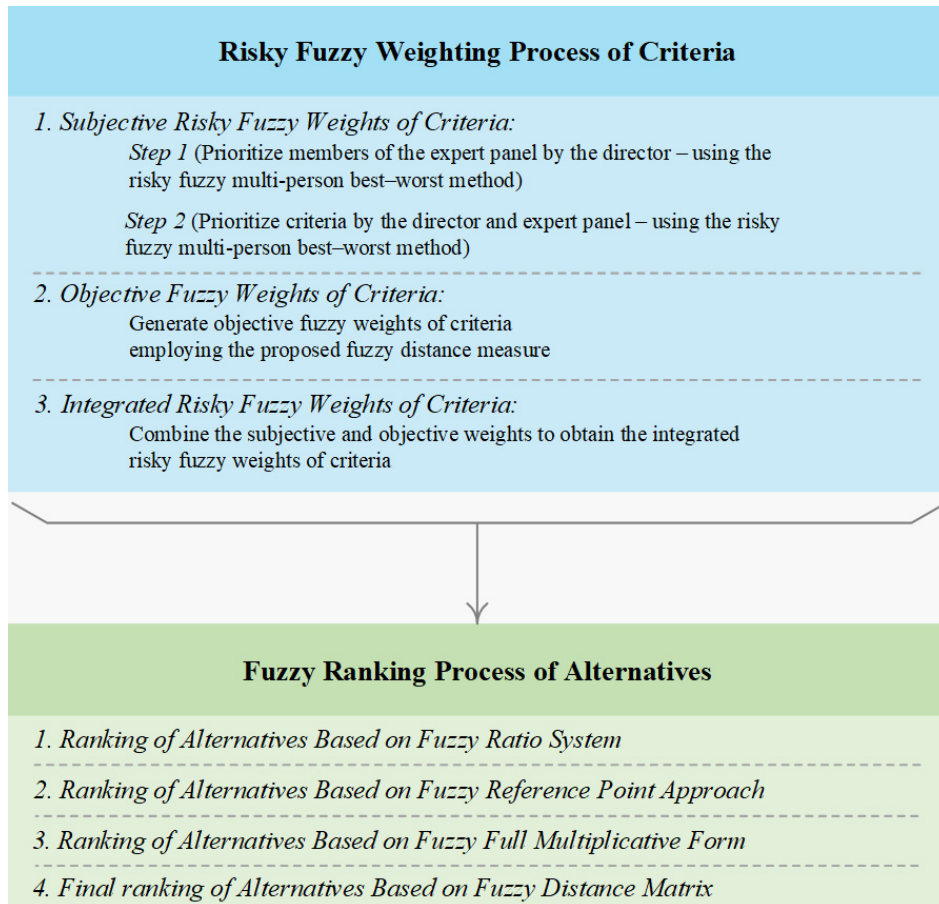 Risky Fuzzy Weighting Process of Criteria
1. Subjective Risky Fuzzy Weights of Criteria:
Step 1 (Prioritize members of the expert panel by the director – using the
risky fuzzy multi-person best–worst method)
Step 2 (Prioritize criteria by the director and expert panel – using the risky
fuzzy multi-person best–worst method)
2. Objective Fuzzy Weights of Criteria:
Generate objective fuzzy weights of criteria
employing the proposed fuzzy distance measure
3. Integrated Risky Fuzzy Weights of Criteria:
Combine the subjective and objective weights to obtain the integrated
risky fuzzy weights of criteria
Fuzzy Ranking Process of Alternatives
1. Ranking of Alternatives Based on Fuzzy Ratio System
2. Ranking of Alternatives Based on Fuzzy Reference Point Approach
3. Ranking of Alternatives Based on Fuzzy Full Multiplicative Form
4. Final ranking of Alternatives Based on Fuzzy Distance Matrix